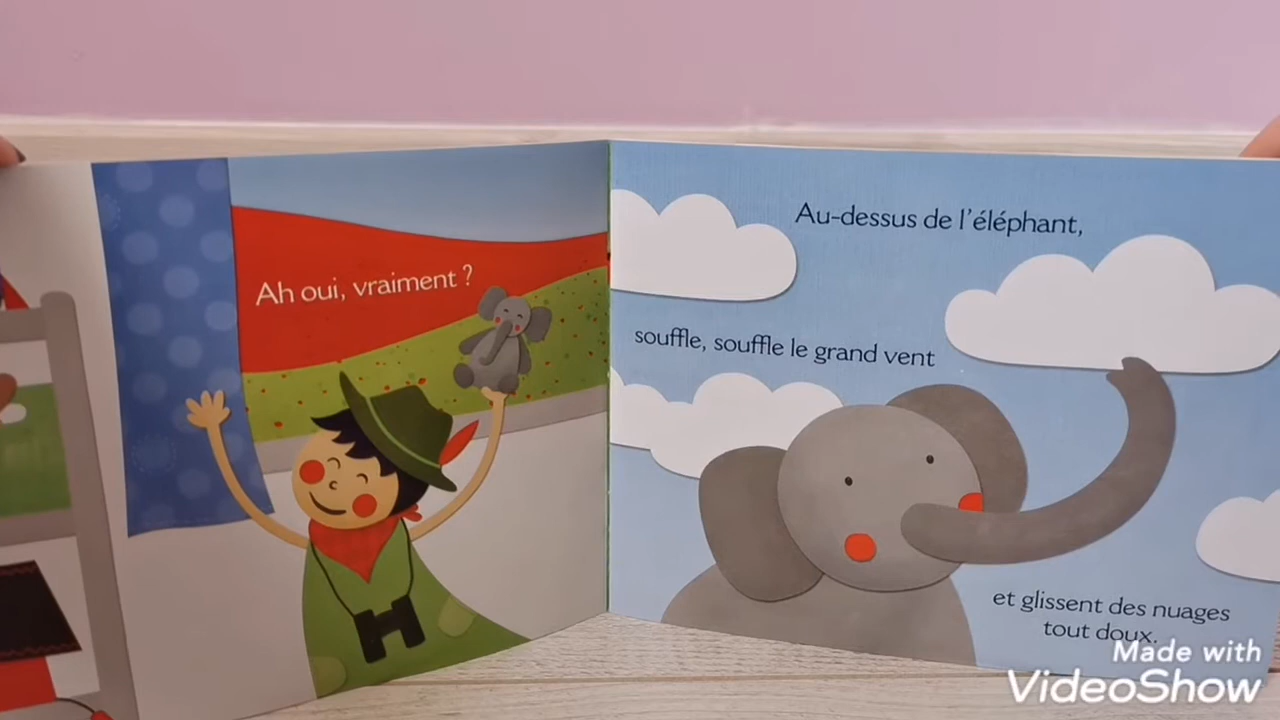 Ah oui, vraiment ?
Au-dessus de l'éléphant,
souffle, souffle le grand vent
et glissent des nuages
tout doux.
Made with
VideoShow